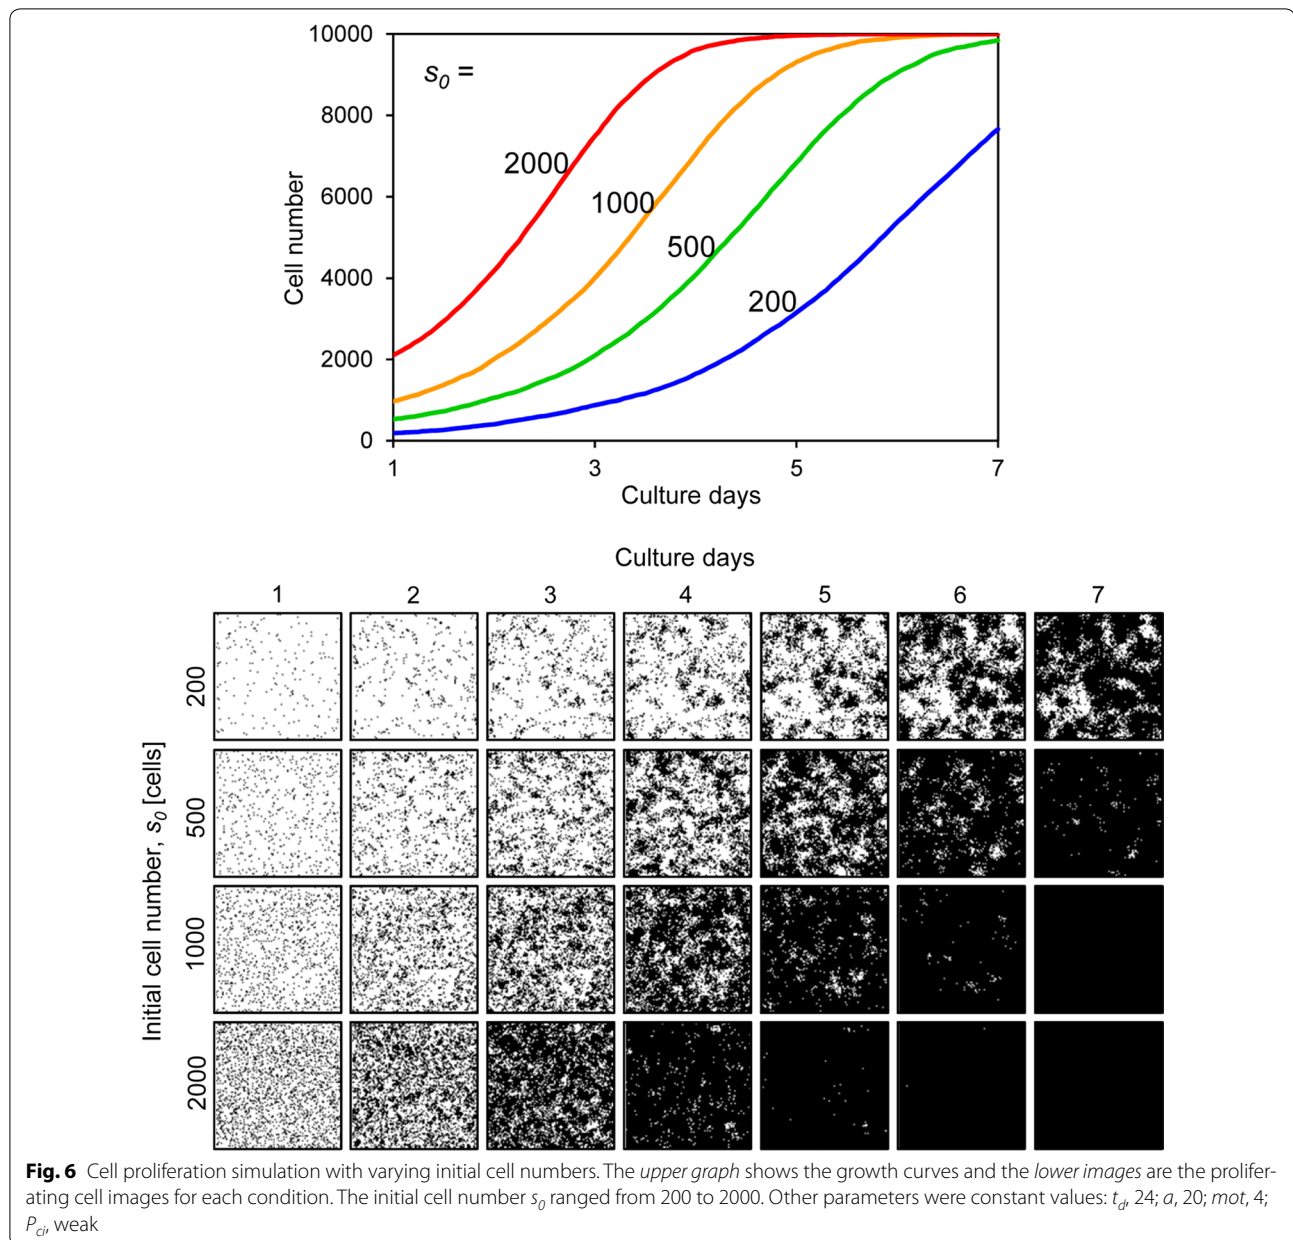 10000
8000
6000
4000
2000
0
Cell number
s0 =
2000
1000
500
200
1 3 5 7
Culture days
Culture days
1 2 3 4 5 6 7
Initial cell number, s0 [cells]
200
500
1000
2000
Fig. 6 Cell proliferation simulation with varying initial cell numbers. The upper graph shows the growth curves and the lower images are the prolifer-
ating cell images for each condition. The initial cell number s0 ranged from 200 to 2000. Other parameters were constant values: td, 24; a, 20; mot, 4;
Pci, weak